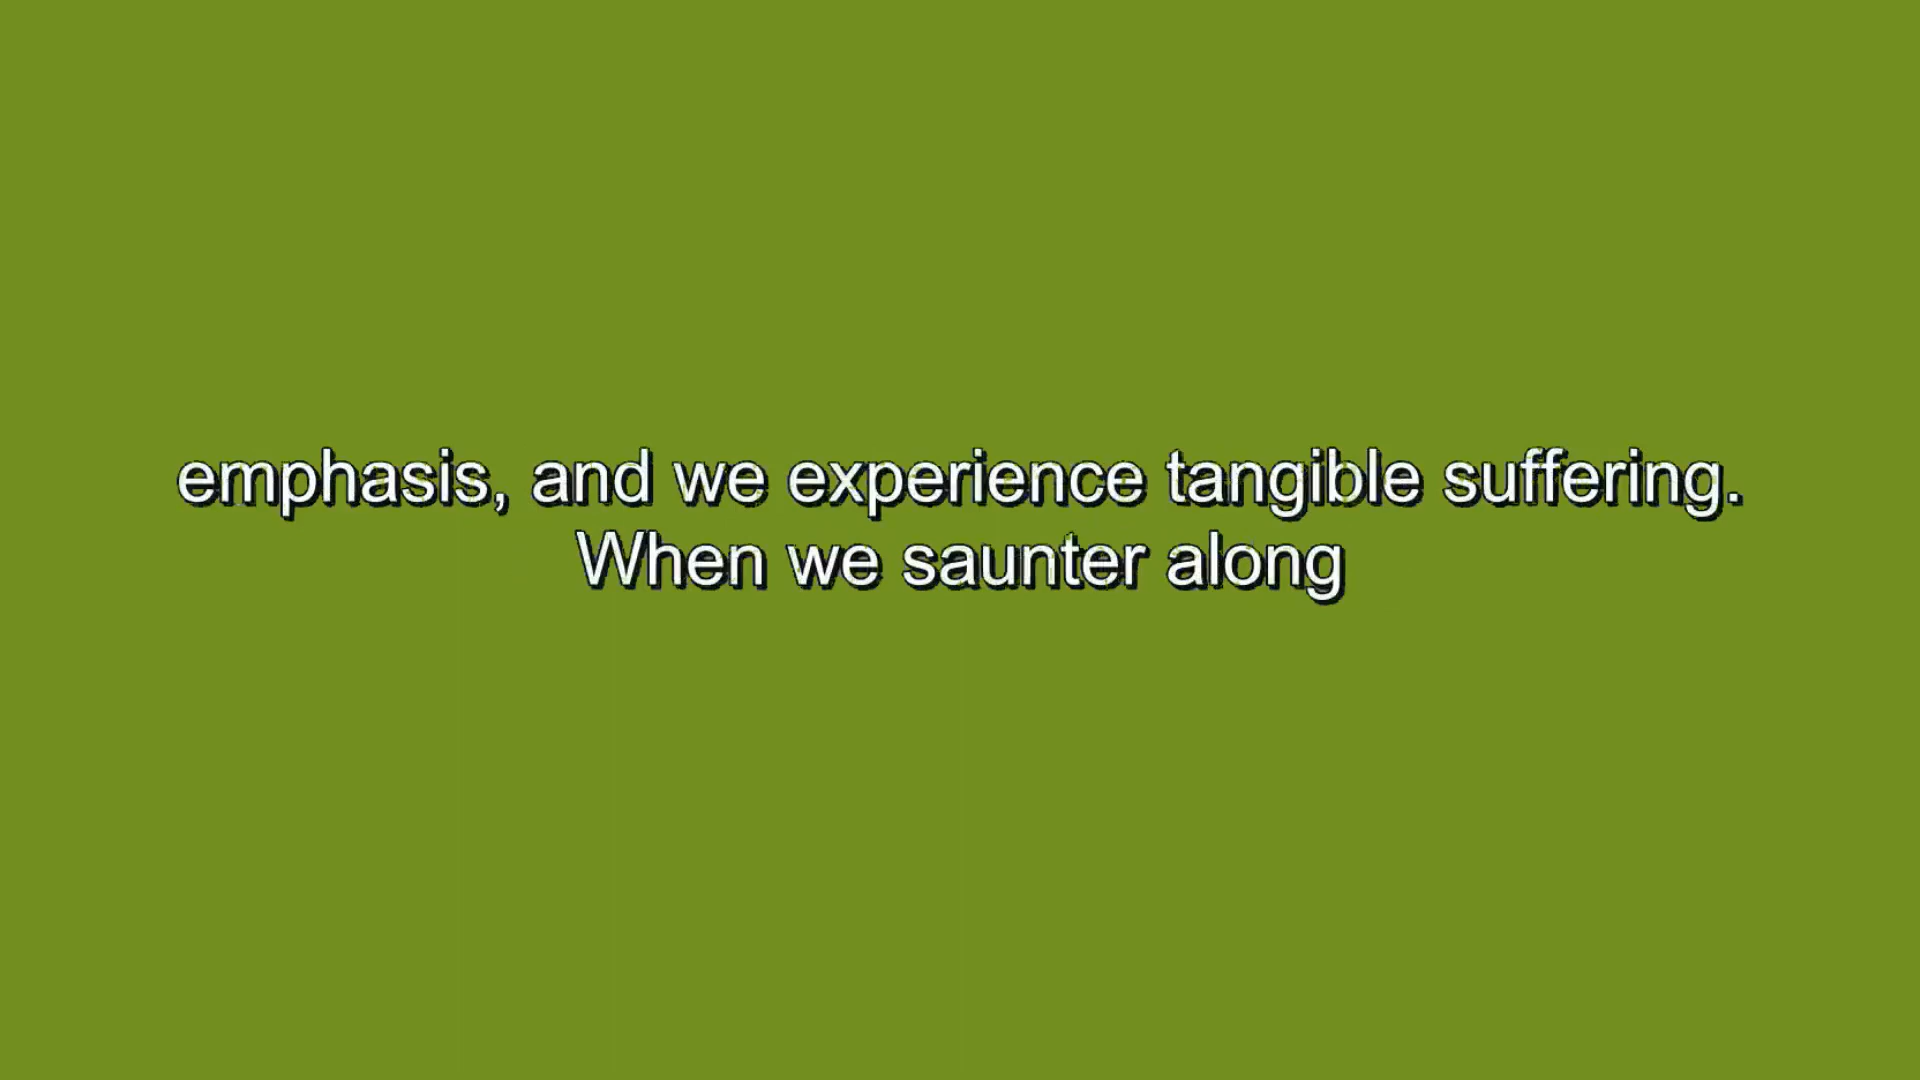 emphasis, and we experience tangible suffering.
When we saunter along